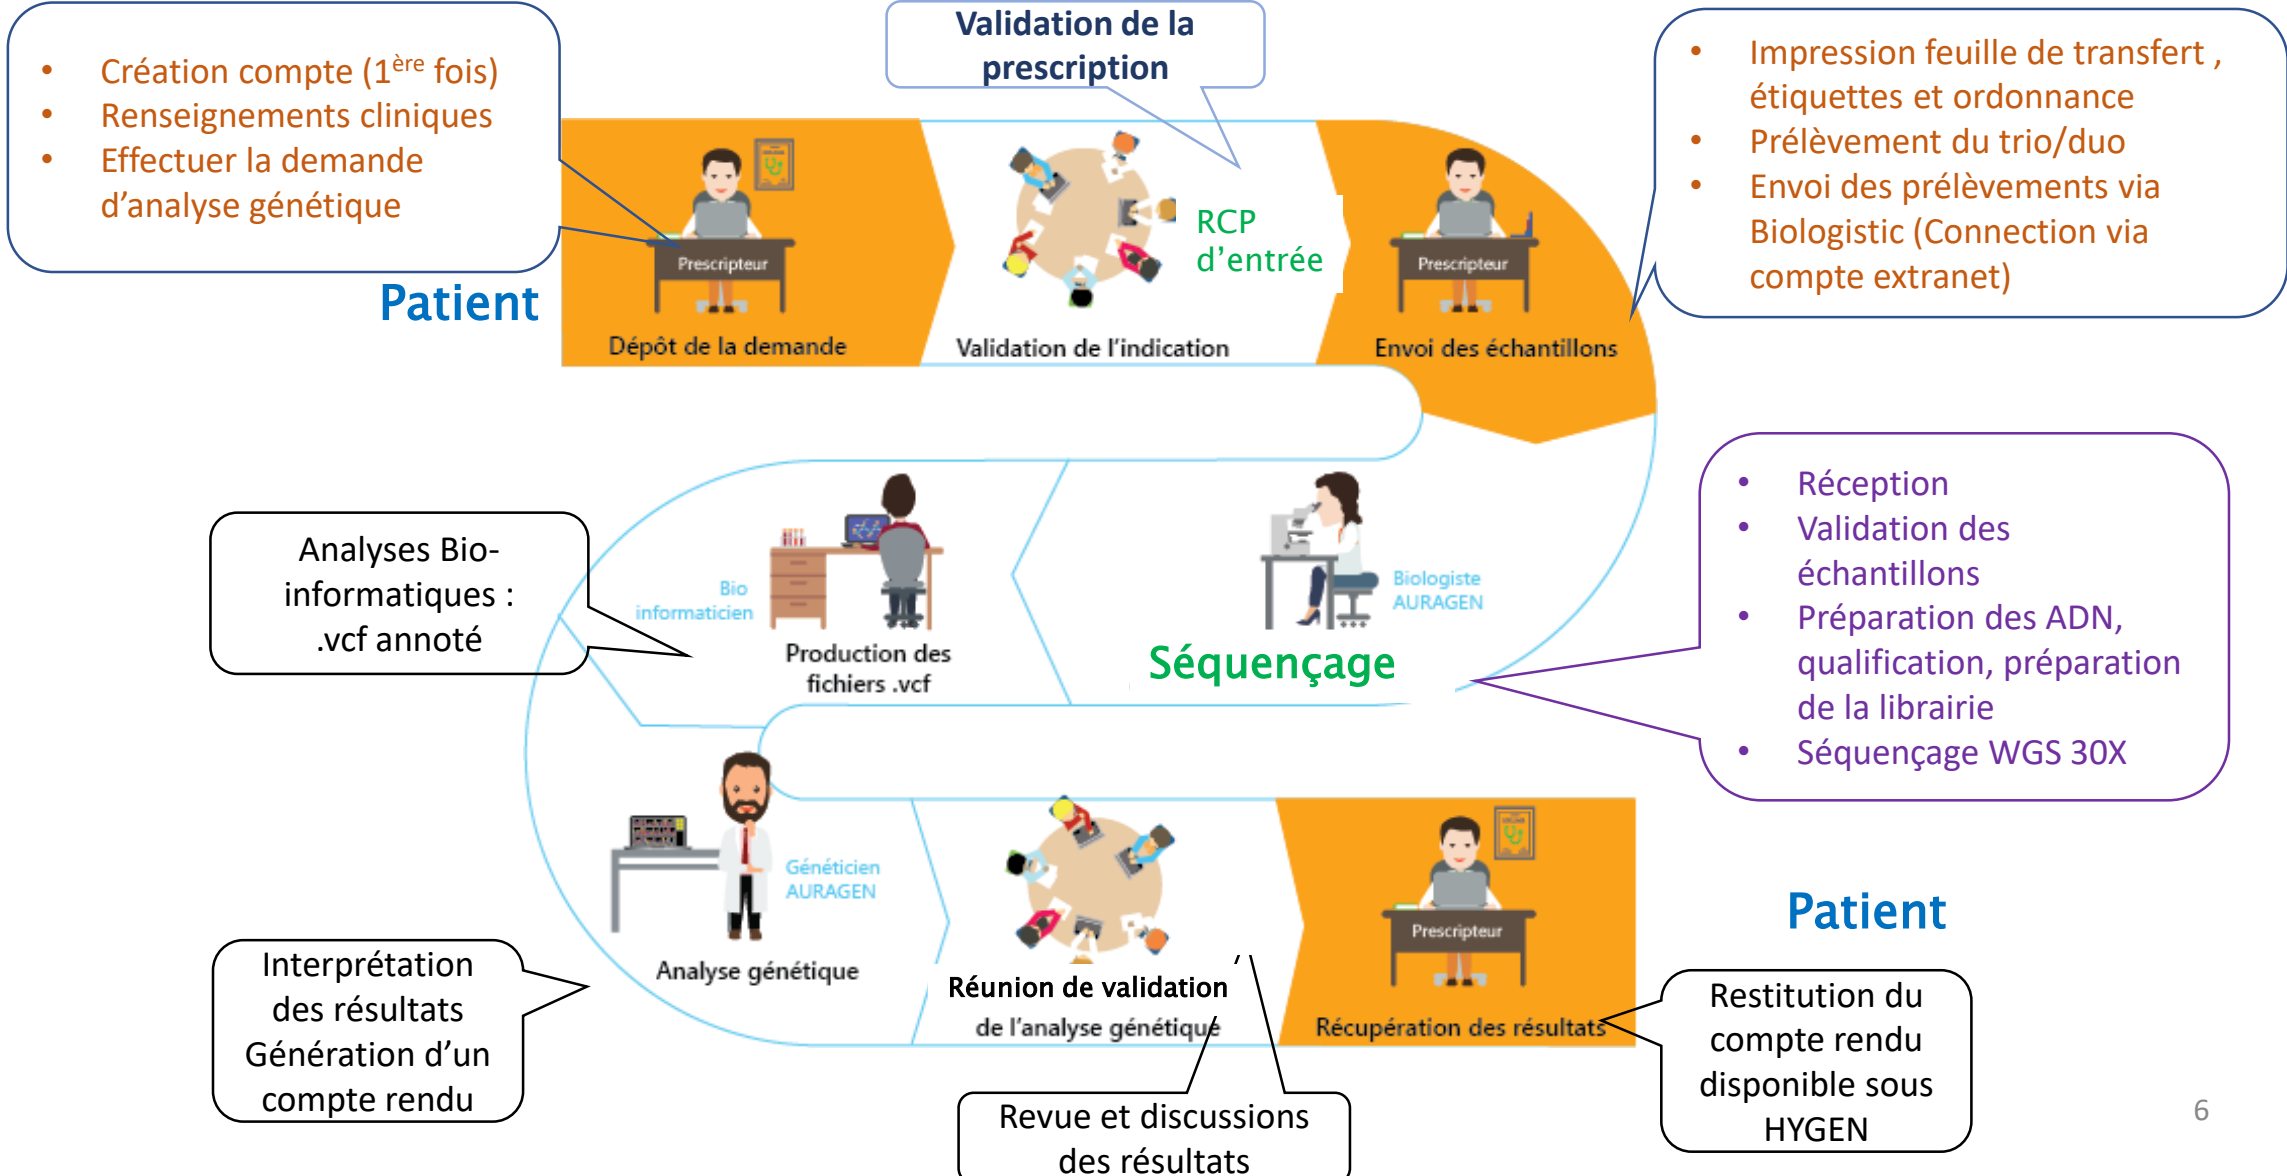 • Création compte (1ère fois)
• Renseignements cliniques
• Effectuer la demande
d’analyse génétique
Validation de la
prescription
• Impression feuille de transfert ,
étiquettes et ordonnance
• Prélèvement du trio/duo
• Envoi des prélèvements via
Biologistic (Connection via
compte extranet)
Patient
Prescripteur
Dépôt de la demande
RCP
d’entrée
Validation de l’indication
Prescripteur
Envoi des échantillons
Analyses Bio-
informatiques :
.vcf annoté
Bio
informaticien
Production des
fichiers .vcf
Biologiste
AURAGEN
Séquençage
• Réception
• Validation des
échantillons
• Préparation des ADN,
qualification, préparation
de la librairie
• Séquençage WGS 30X
Généticien
AURAGEN
Analyse génétique
Interprétation
des résultats
Génération d’un
compte rendu
Réunion de validation
de l’analyse génétique
Revue et discussions
des résultats
Prescripteur
Récupération des résultats
Patient
Restitution du
compte rendu
disponible sous
HYGEN
6